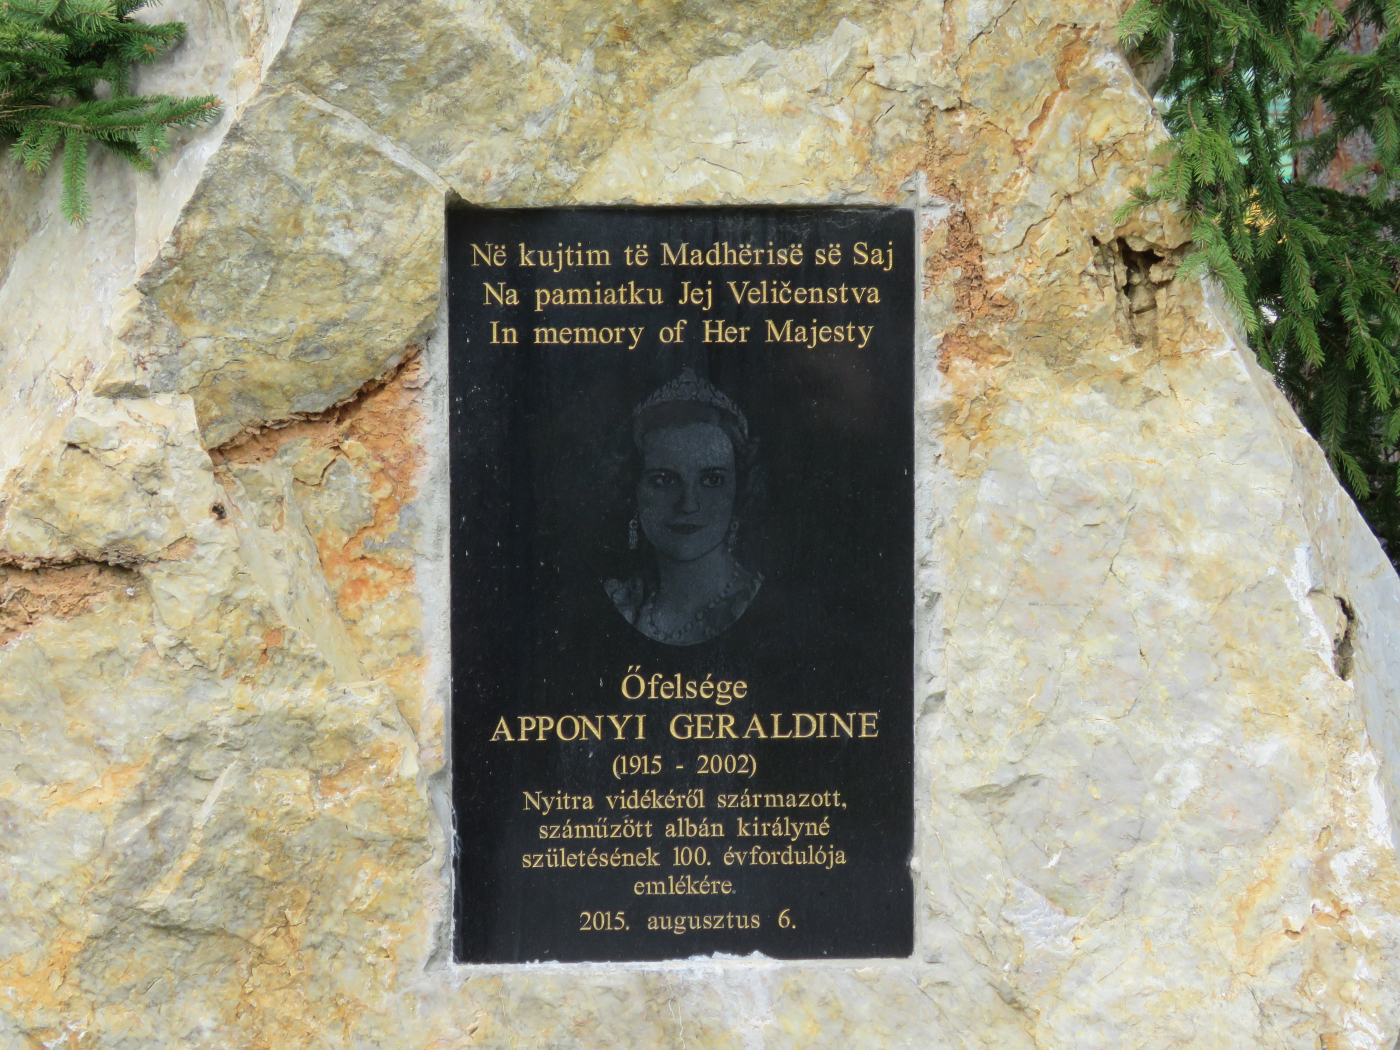 Në kujtim të Madhërisë së Saj
Na pamiatku Jej Veličenstva
In memory of Her Majesty
Őfelsége
APPONYI GERALDINE
(1915 - 2002)
Nyitra vidékéről származott,
száműzött albán királyné
születésének 100. évfordulója
emlékére.
2015. augusztus 6.